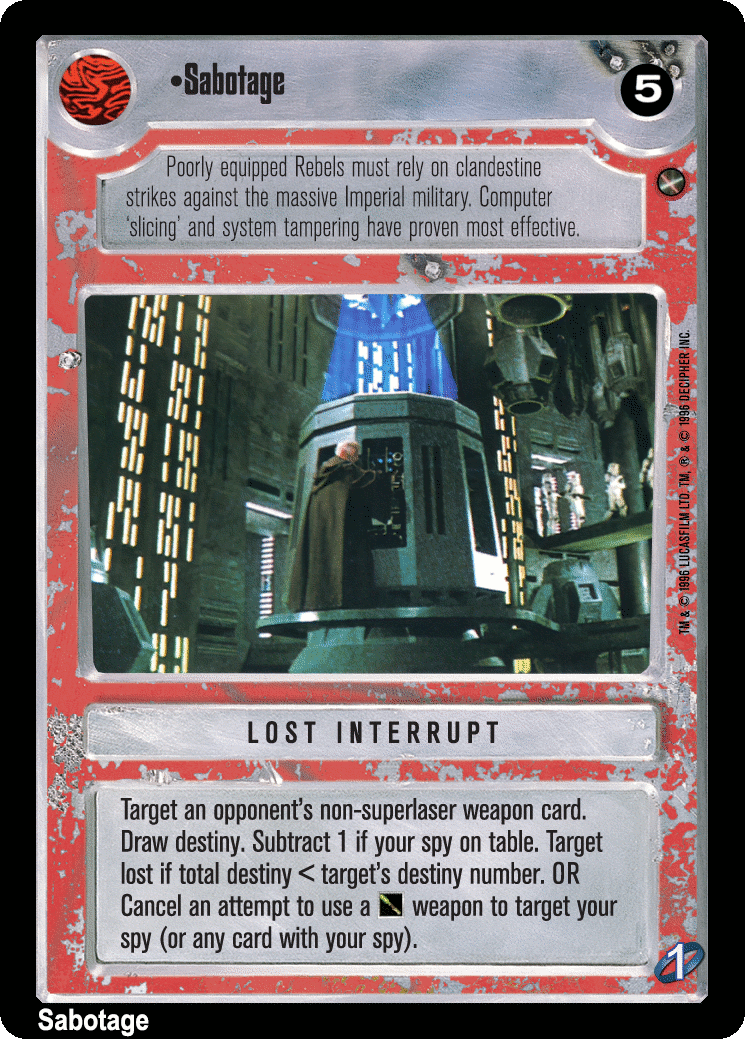 •Sabotage
5
Poorly equipped Rebels must rely on clandestine
strikes against the massive Imperial military. Computer
‘slicing’ and system tampering have proven most effective.
TM & © 1996 LUCASFILM LTD. TM, ® & © 1996 DECIPHER INC.
LOST INTERRUPT
Target an opponent’s non-superlaser weapon card.
Draw destiny. Subtract 1 if your spy on table. Target
lost if total destiny < target’s destiny number. OR
Cancel an attempt to use a weapon to target your
spy (or any card with your spy).
1
Sabotage